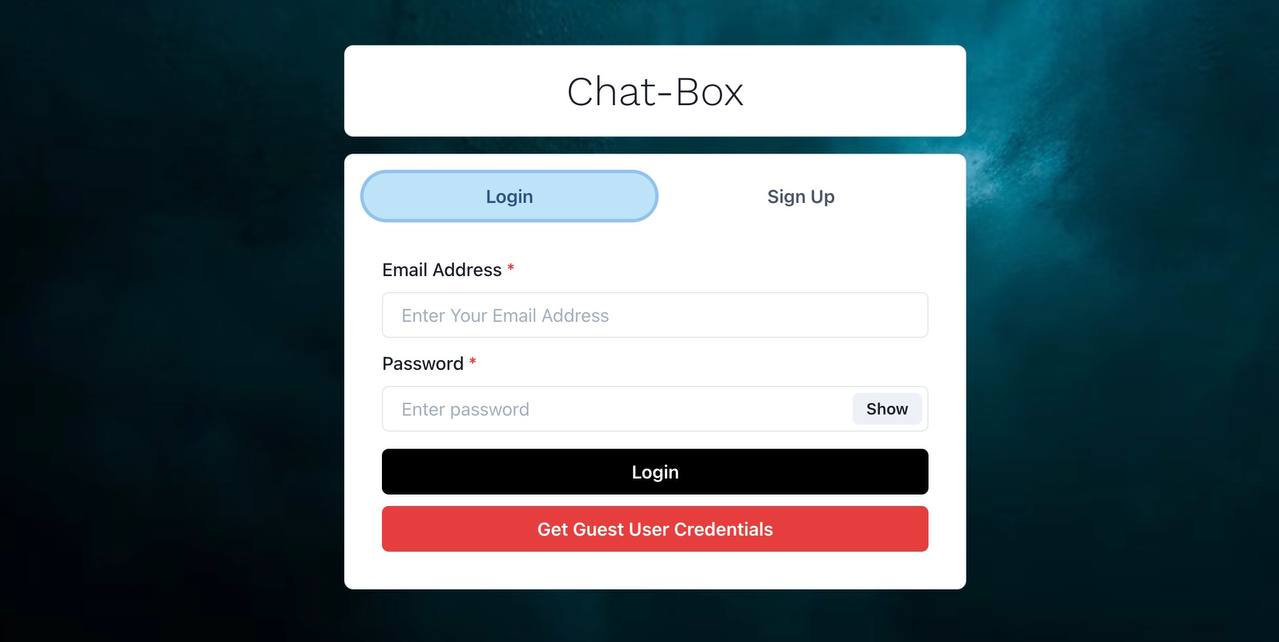 Chat-Box
Login
Sign Up
Email Address *
Enter Your Email Address
Password *
Enter password
Show
Login
Get Guest User Credentials